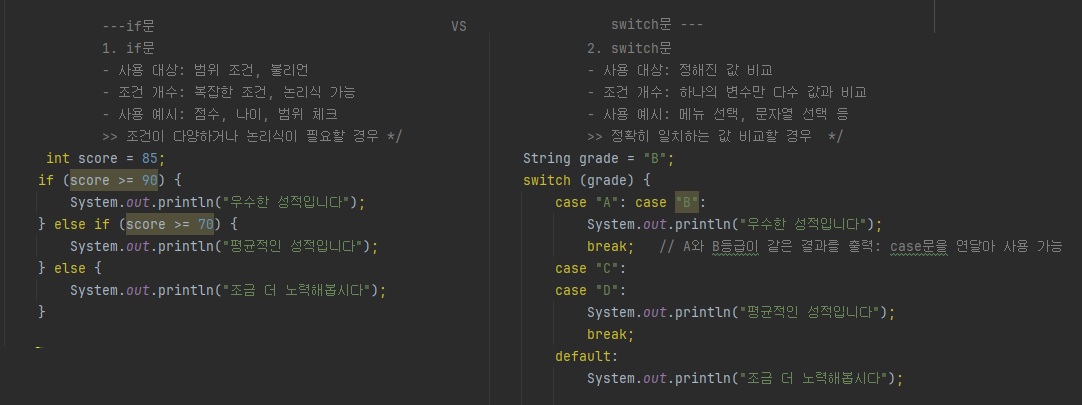 ---if문 VS switch문 ---
1. if문
- 사용 대상: 범위 조건, 불리언
- 조건 개수: 복잡한 조건, 논리식 가능
- 사용 예시: 점수, 나이, 범위 체크
>> 조건이 다양하거나 논리식이 필요할 경우 */
int score = 85;
if (score >= 90) {
System.out.println("우수한 성적입니다");
} else if (score >= 70) {
System.out.println("평균적인 성적입니다");
} else {
System.out.println("조금 더 노력해봅시다");
}
2. switch문
- 사용 대상: 정해진 값 비교
- 조건 개수: 하나의 변수만 다수 값과 비교
- 사용 예시: 메뉴 선택, 문자열 선택 등
>> 정확히 일치하는 값 비교할 경우 */
String grade = "B";
switch (grade) {
case "A": case "B":
System.out.println("우수한 성적입니다");
break; // A와 B등급이 같은 결과를 출력: case문을 연달아 사용 가능
case "C":
case "D":
System.out.println("평균적인 성적입니다");
break;
default:
System.out.println("조금 더 노력해봅시다");